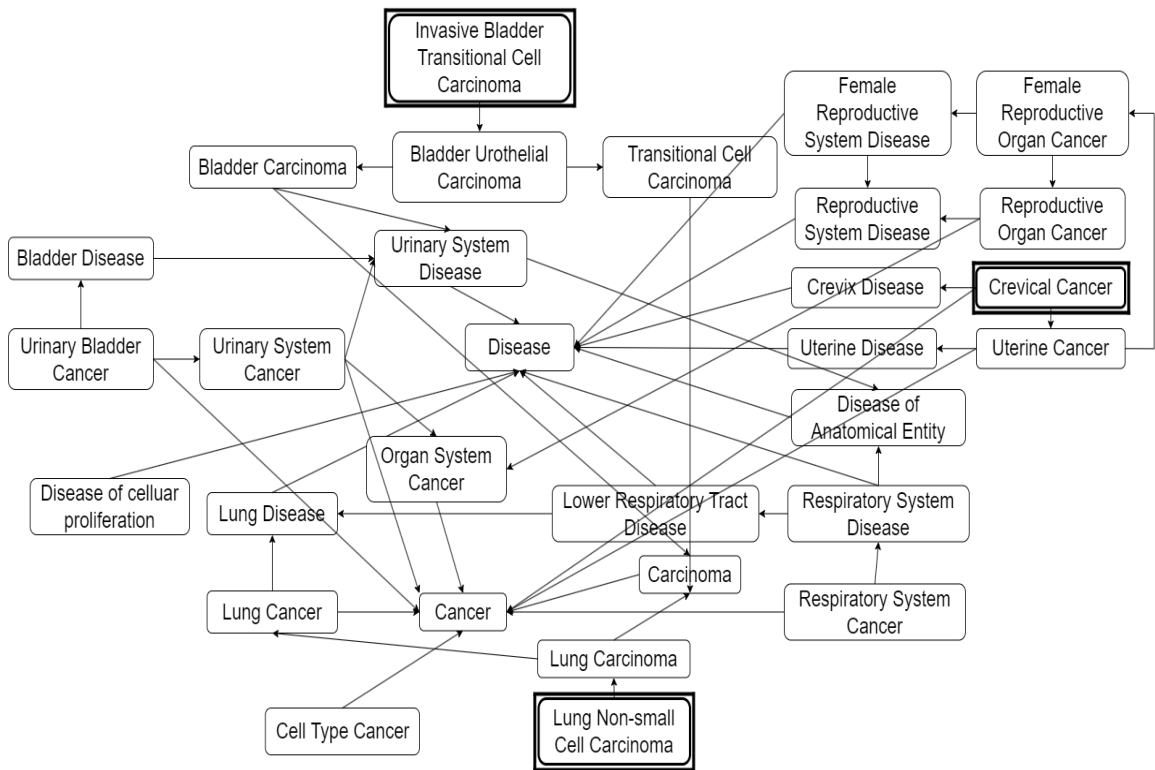 Invasive Bladder
Transitional Cell
Carcinoma
Female
Reproductive
System Disease
Female
Reproductive
Organ Cancer
Bladder Carcinoma
Bladder Urothelial
Carcinoma
Transitional Cell
Carcinoma
Reproductive
System Disease
Reproductive
Organ Cancer
Bladder Disease
Urinary System
Disease
Crevix Disease
Crevical Cancer
Urinary Bladder
Cancer
Urinary System
Cancer
Disease
Uterine Disease
Uterine Cancer
Disease of
Anatomical Entity
Organ System
Cancer
Disease of celluar
proliferation
Lung Disease
Lower Respiratory Tract
Disease
Respiratory System
Disease
Carcinoma
Lung Cancer
Cancer
Respiratory System
Cancer
Lung Carcinoma
Cell Type Cancer
Lung Non-small
Cell Carcinoma